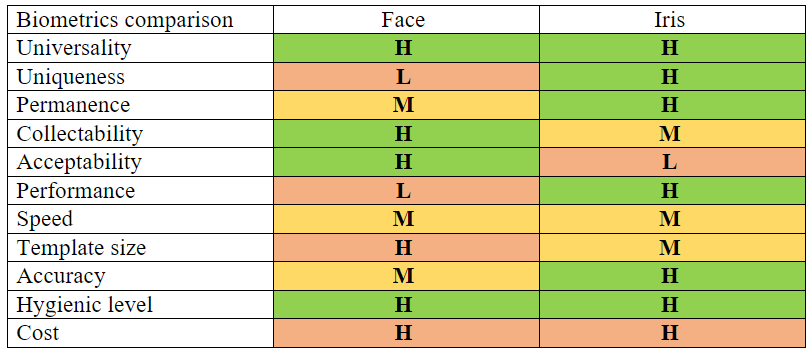 Biometrics comparison Face Iris
Universality H H
Uniqueness L H
Permanence M H
Collectability H M
Acceptability H L
Performance L H
Speed M M
Template size H M
Accuracy M H
Hygienic level H H
Cost H H